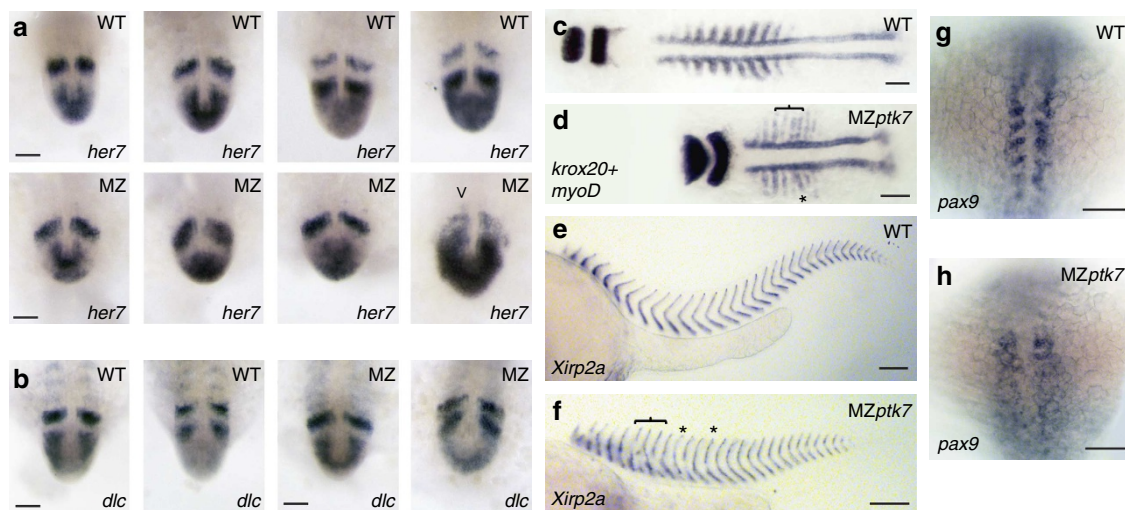 a
WT
WT
WT
WT
her7
her7
her7
her7
MZ
MZ
MZ
v
MZ
her7
her7
her7
her7
b
WT
WT
MZ
MZ
dlc
dlc
dlc
dlc
c
WT
d
MZptk7
krox20+
myoD
*
e
WT
Xirp2a
f
MZptk7
* *
Xirp2a
g
WT
pax9
h
MZptk7
pax9